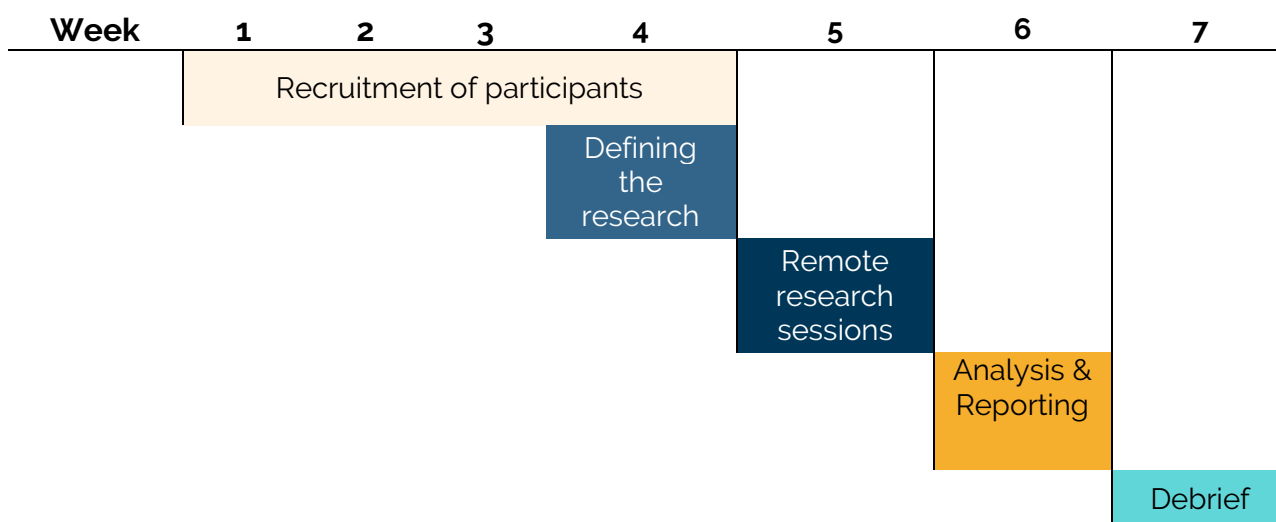 Week 1 2 3 4 5 6 7
Recruitment of participants
Defining
the
research
Remote
research
sessions
Analysis &
Reporting
Debrief